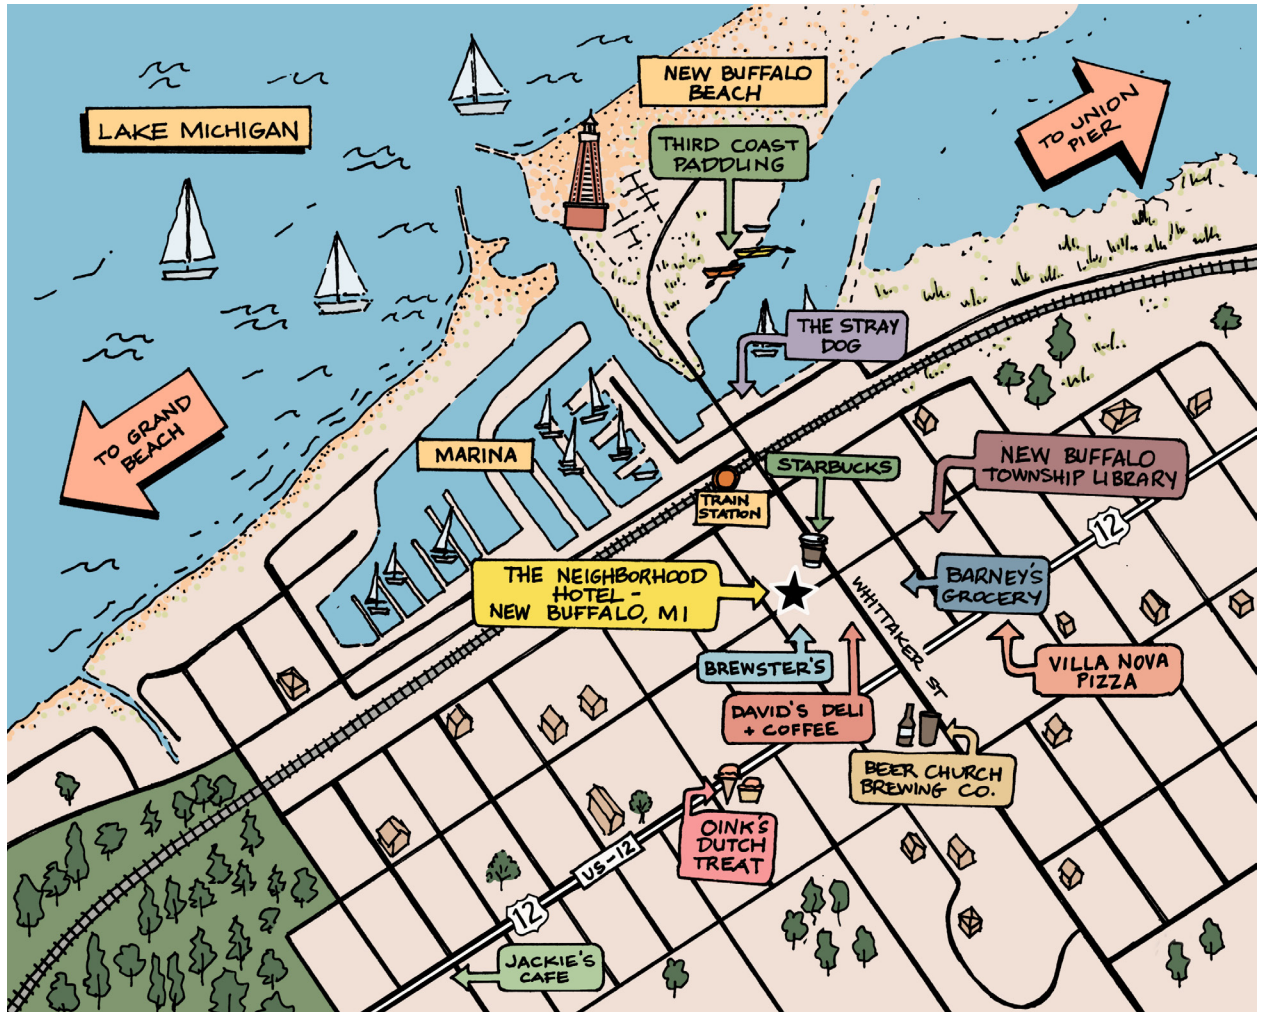 NEW BUFFALO
BEACH
LAKE MICHIGAN
TO UNION
PIER
THIRD COAST
PADDLING
THE STRAY
DOG
TO GRAND
BEACH
MARINA
STARBUCKS
NEW BUFFALO
TOWNSHIP LIBRARY
TRAIN
STATION
12
THE NEIGHBORHOOD
HOTEL -
NEW BUFFALO, MI
WHITTAKER ST
BARNEY'S
GROCERY
BREWSTER'S
VILLA NOVA
PIZZA
DAVID'S DELI
+ COFFEE
BEER CHURCH
BREWING CO.
OINK'S
DUTCH
TREAT
US-12
12
JACKIE'S
CAFE